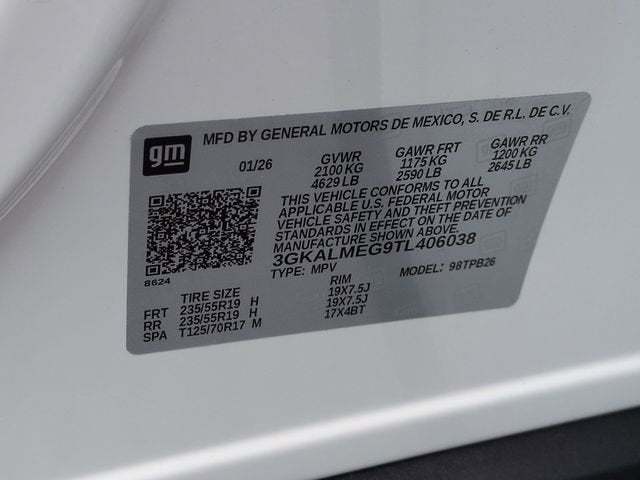 gm
MFD BY GENERAL MOTORS DE MEXICO, S. DE R.L. DE C.V.
01/26 GVWR GAWR FRT GAWR RR
2100 KG 1175 KG 1200 KG
4629 LB 2590 LB 2645 LB
THIS VEHICLE CONFORMS TO ALL
APPLICABLE U.S. FEDERAL MOTOR
VEHICLE SAFETY AND THEFT PREVENTION
STANDARDS IN EFFECT ON THE DATE OF
MANUFACTURE SHOWN ABOVE.
3GKALMEG9TL406038
8624
TYPE: MPV MODEL: 98TPB26
TIRE SIZE RIM
FRT 235/55R19 H 19X7.5J
RR 235/55R19 H 19X7.5J
SPA T125/70R17 M 17X4BT